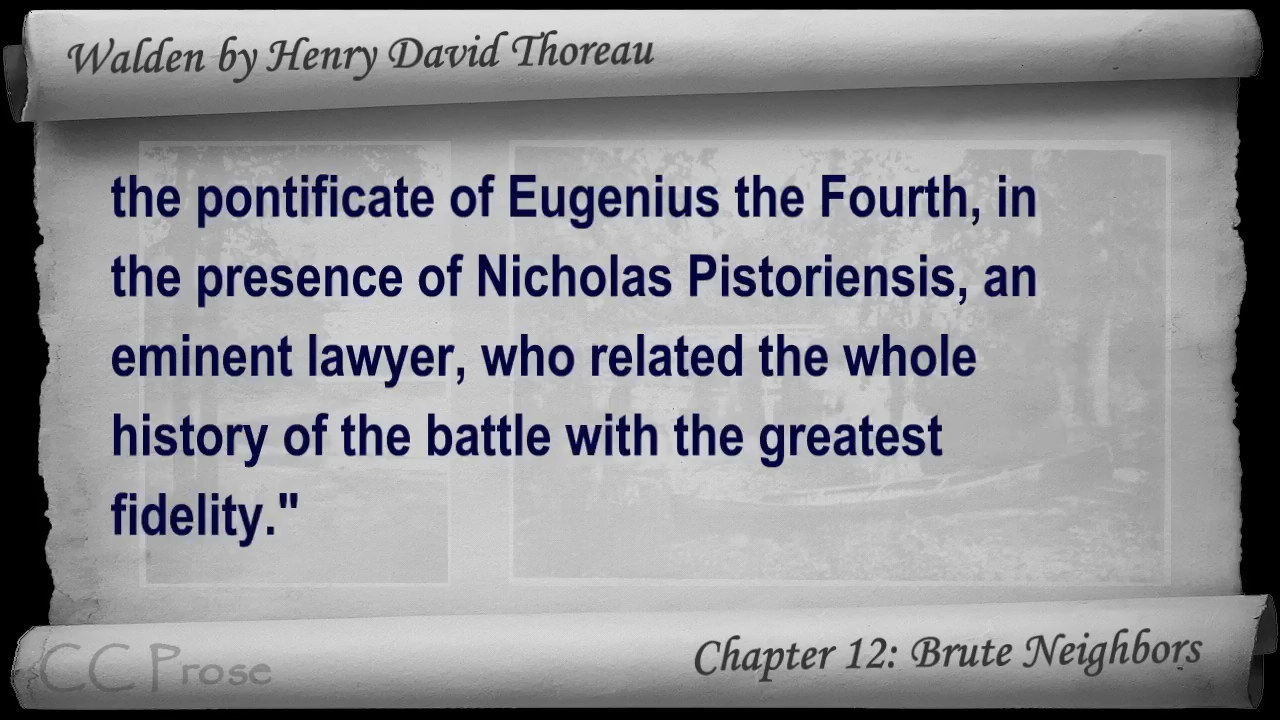 Walden by Henry David Thoreau
the pontificate of Eugenius the Fourth, in
the presence of Nicholas Pistoriensis, an
eminent lawyer, who related the whole
history of the battle with the greatest
fidelity."
CC Prose
Chapter 12: Brute Neighbors